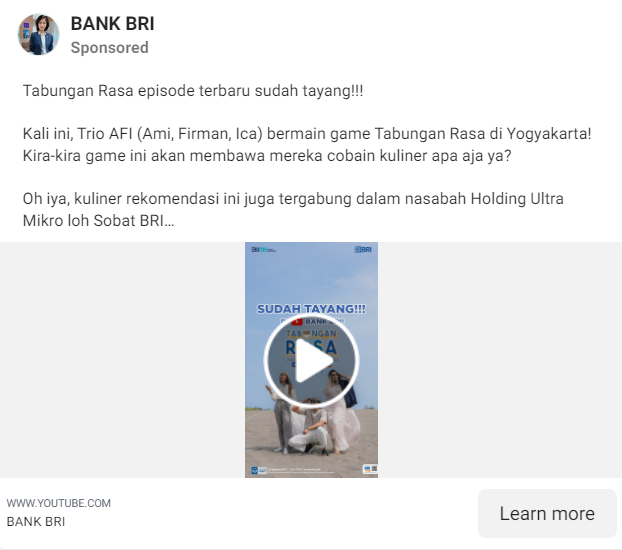 BANK BRI
Sponsored
Tabungan Rasa episode terbaru sudah tayang!!!
Kali ini, Trio AFI (Ami, Firman, Ica) bermain game Tabungan Rasa di Yogyakarta!
Kira-kira game ini akan membawa mereka cobain kuliner apa aja ya?
Oh iya, kuliner rekomendasi ini juga tergabung dalam nasabah Holding Ultra
Mikro loh Sobat BRI…
BRI
SUDAH TAYANG!!!
BANK BRI
TABUNGAN
RASA
WWW.YOUTUBE.COM
BANK BRI
Learn more